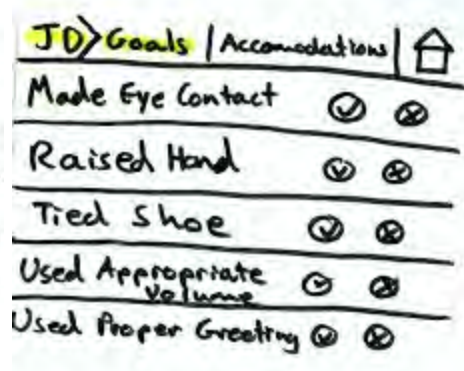 JD > Goals | Accomodations |
Made Eye Contact
Raised Hand
Tied Shoe
Used Appropriate
Volume
Used Proper Greeting